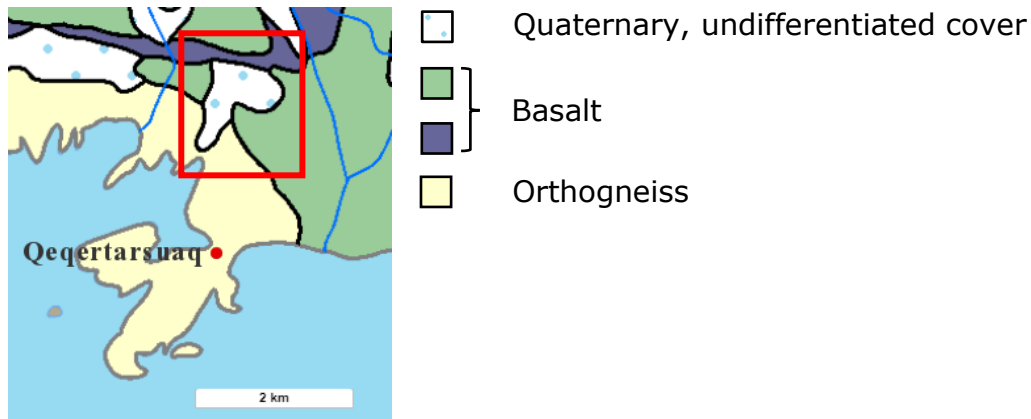 Quaternary, undifferentiated cover
Basalt
Orthogneiss
Qeqertarsuaq
2 km